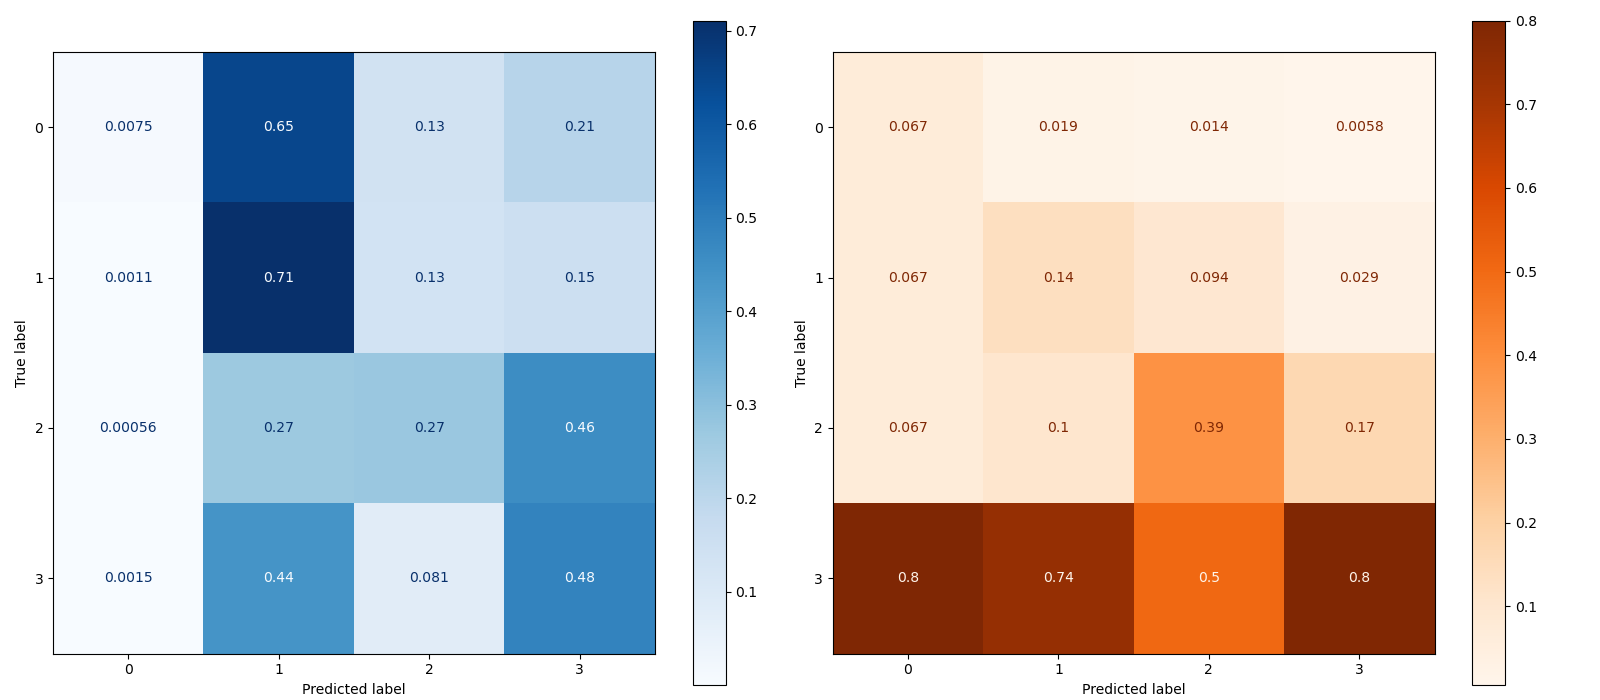 0.0075 0.65 0.13 0.21
0.0011 0.71 0.13 0.15
0.00056 0.27 0.27 0.46
0.0015 0.44 0.081 0.48
0
1
2
3
True label
0 1 2 3
Predicted label
0.7
0.6
0.5
0.4
0.3
0.2
0.1
0.067 0.019 0.014 0.0058
0.067 0.14 0.094 0.029
0.067 0.1 0.39 0.17
0.8 0.74 0.5 0.8
0
1
2
3
True label
0 1 2 3
Predicted label
0.8
0.7
0.6
0.5
0.4
0.3
0.2
0.1